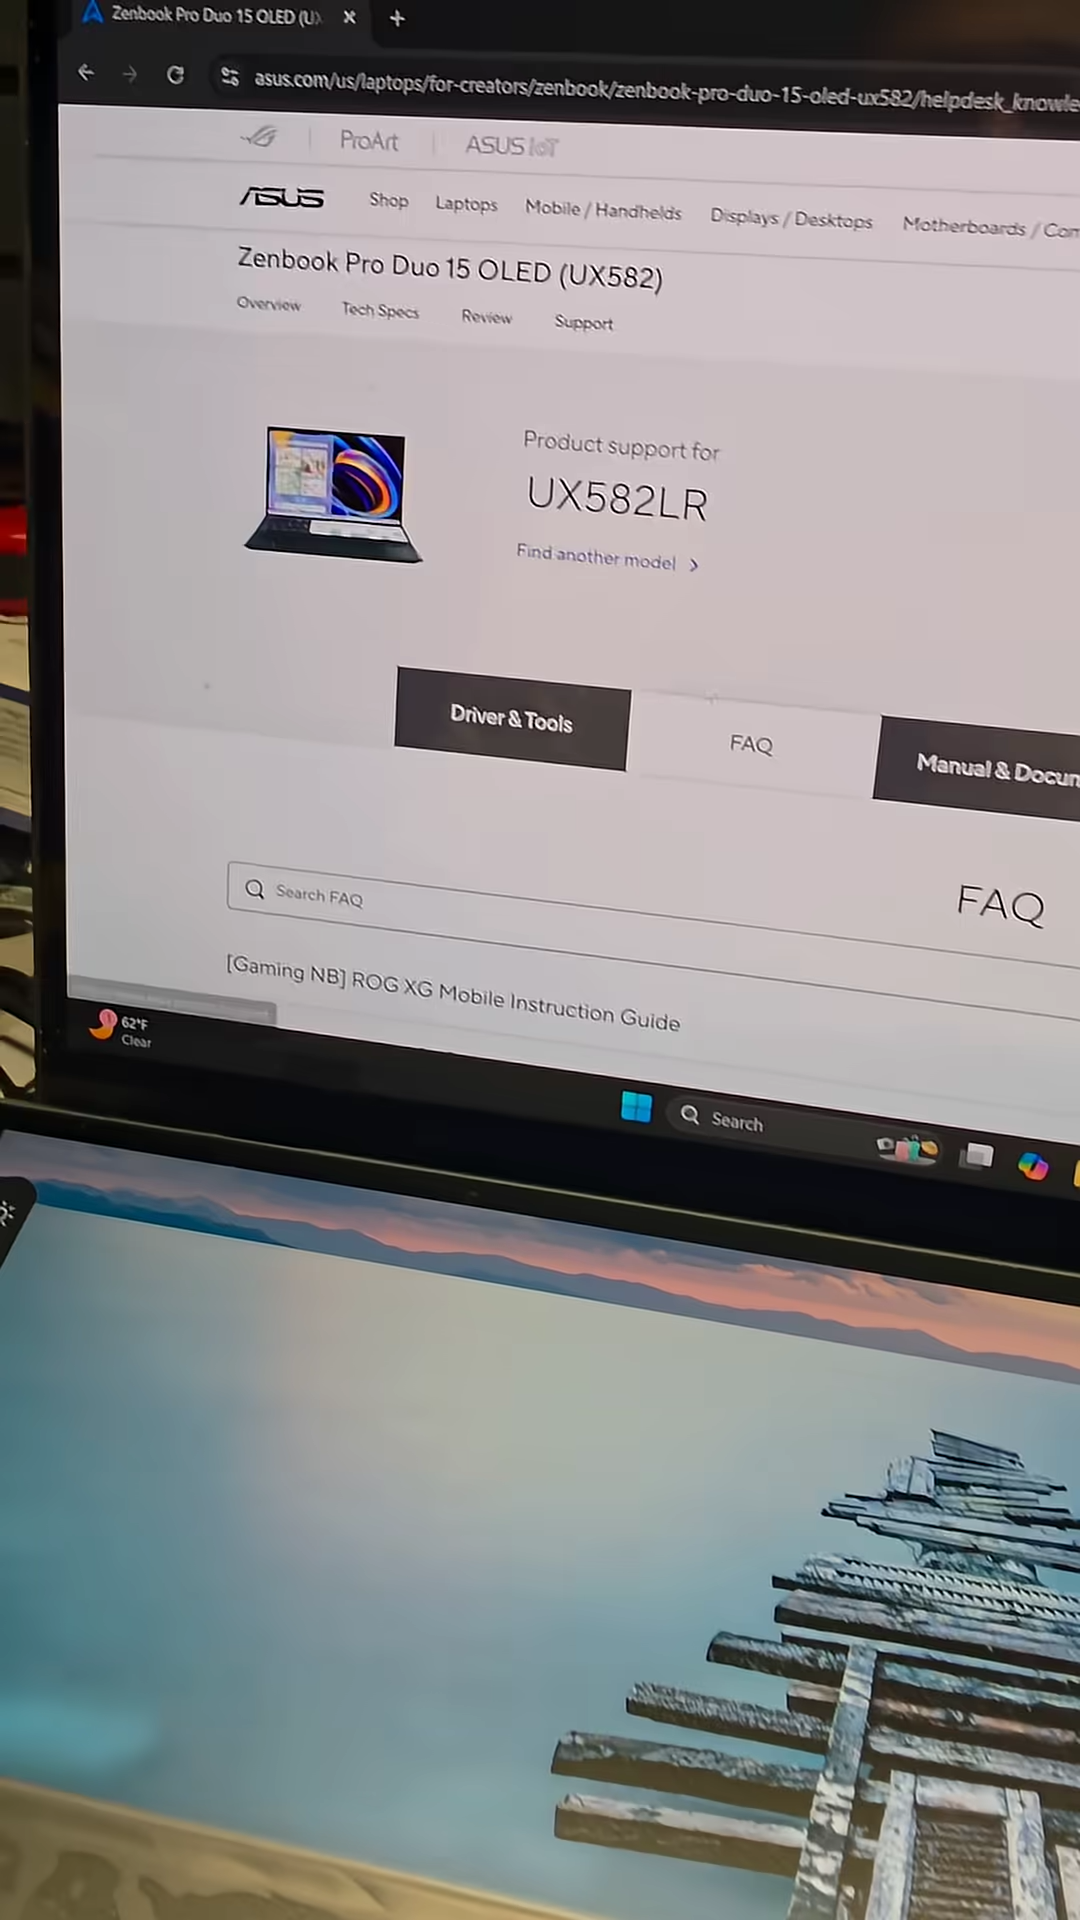 Zenbook Pro Duo 15 OLED (UX
asus.com/us/laptops/for-creators/zenbook/zenbook-pro-duo-15-oled-ux582/helpdesk_knowle
ProArt
ASUS IoT
ASUS
Shop
Laptops
Mobile / Handhelds
Displays / Desktops
Motherboards / Com
Zenbook Pro Duo 15 OLED (UX582)
Overview
Tech Specs
Review
Support
Product support for
UX582LR
Find another model
Driver & Tools
FAQ
Manual & Docum
FAQ
Search FAQ
[Gaming NB] ROG XG Mobile Instruction Guide
62°F
Clear
Search